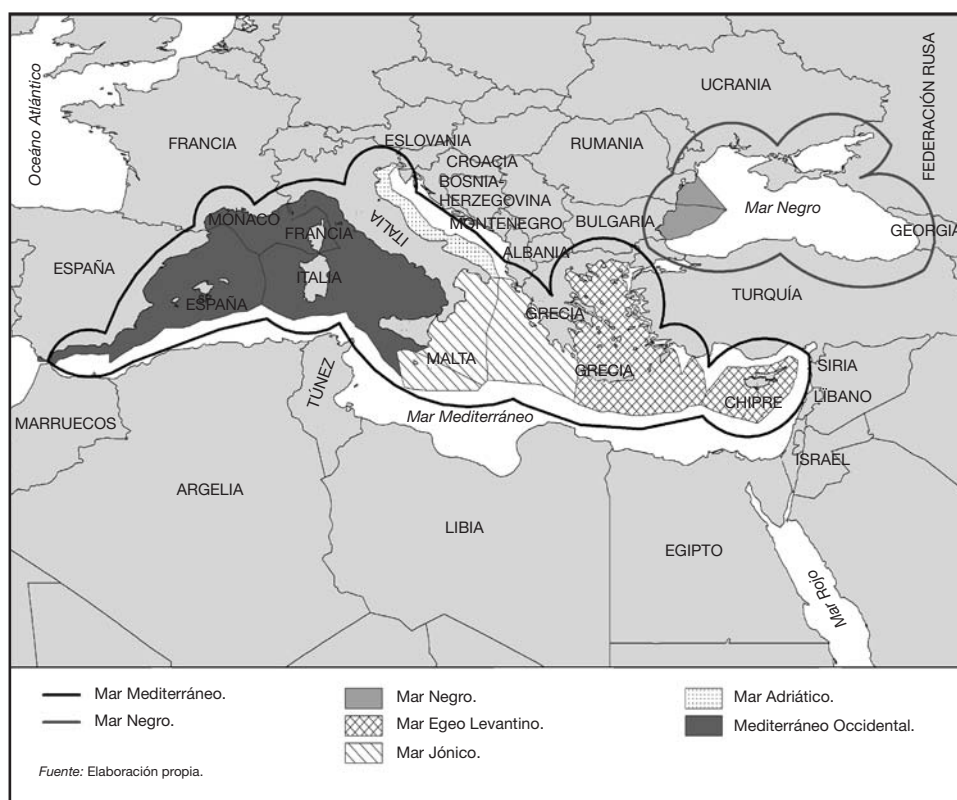 Océano Atlántico
UCRANIA
FEDERACIÓN RUSA
FRANCIA
ESLOVENIA
RUMANIA
CROACIA
BOSNIA-
HERZEGOVINA
Mar Negro
MÓNACO
FRANCIA
ITALIA
MONTENEGRO
BULGARIA
GEORGIA
ALBANIA
ESPAÑA
ITALIA
TURQUÍA
ESPAÑA
GRECIA
MALTA
GRECIA
SIRIA
CHIPRE
LÍBANO
TÚNEZ
Mar Mediterráneo
MARRUECOS
ISRAEL
ARGELIA
LIBIA
EGIPTO
Mar Rojo
Mar Mediterráneo.
Mar Negro.
Mar Negro.
Mar Egeo Levantino.
Mar Jónico.
Mar Adriático.
Mediterráneo Occidental.
Fuente: Elaboración propia.